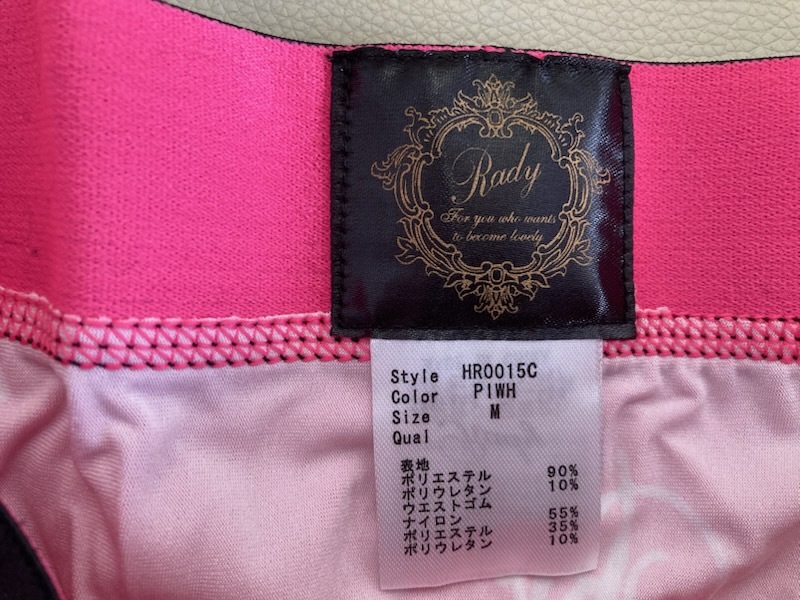 Rady
For you who wants
to become lovely
Style HR0015C
Color PIWH
Size M
Qual
表地
ポリエステル 90%
ポリウレタン 10%
ウエストゴム
ナイロン 55%
ポリエステル 35%
ポリウレタン 10%